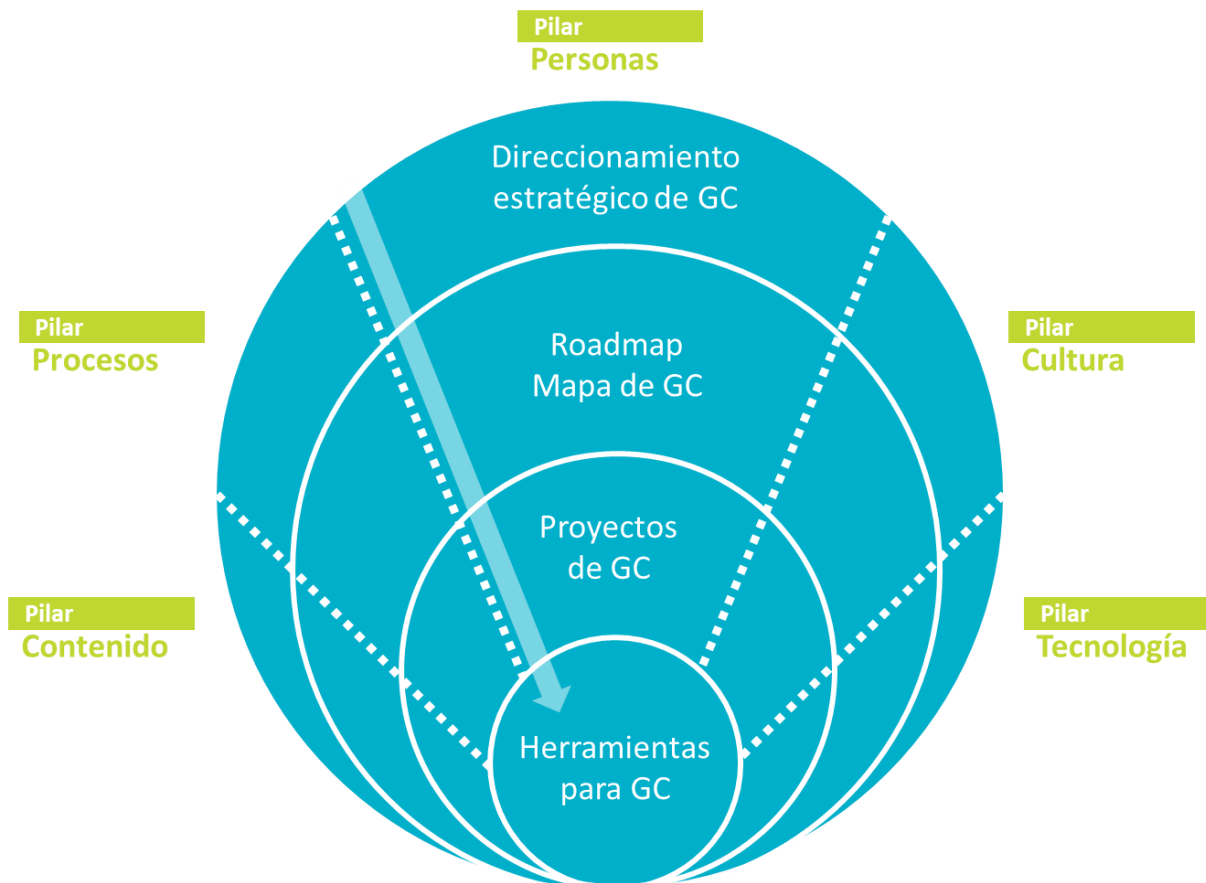 Pilar
Personas
Direccionamiento
estratégico de GC
Pilar
Procesos
Roadmap
Mapa de GC
Pilar
Cultura
Proyectos
de GC
Pilar
Contenido
Pilar
Tecnología
Herramientas
para GC